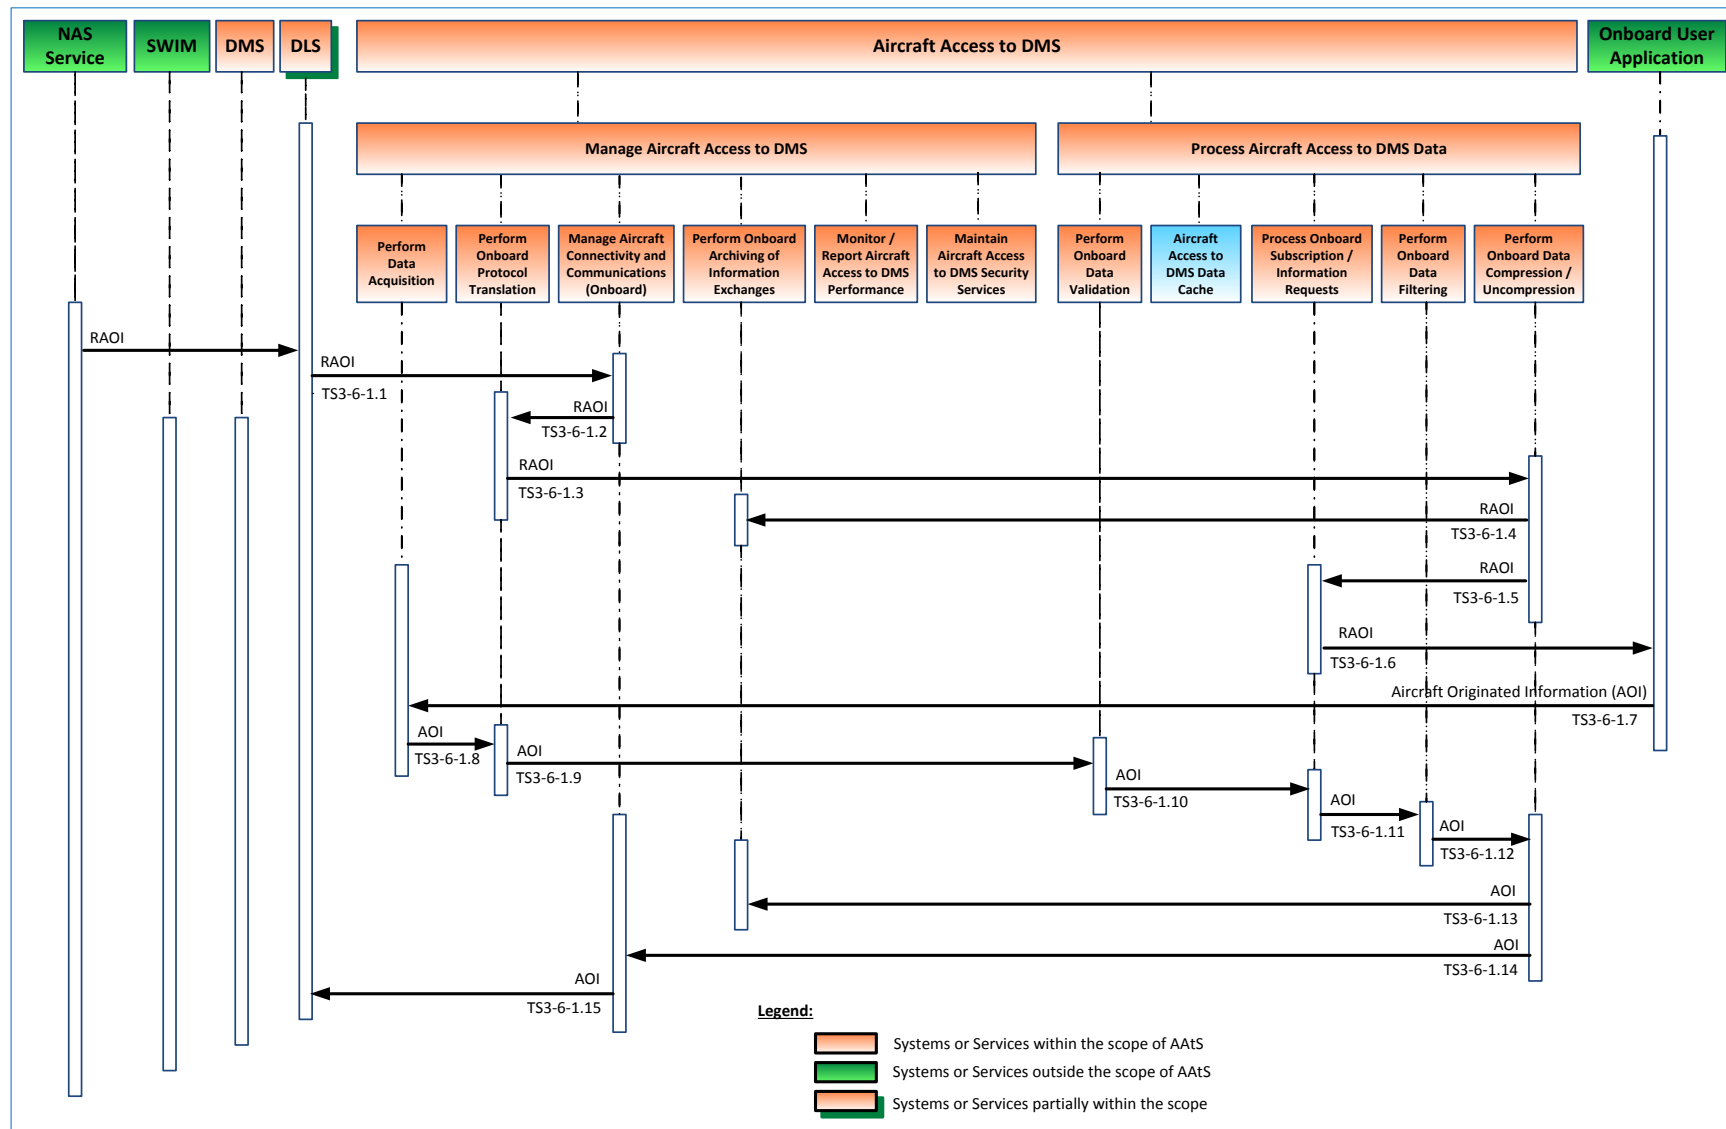 NAS
Service
SWIM
DMS
DLS
Aircraft Access to DMS
Onboard User
Application
Manage Aircraft Access to DMS
Process Aircraft Access to DMS Data
Perform
Data
Acquisition
Perform
Onboard
Protocol
Translation
Manage Aircraft
Connectivity and
Communications
(Onboard)
Perform Onboard
Archiving of
Information
Exchanges
Monitor /
Report Aircraft
Access to DMS
Performance
Maintain
Aircraft Access
to DMS Security
Services
Perform
Onboard
Data
Validation
Aircraft
Access to
DMS Data
Cache
Process Onboard
Subscription /
Information
Requests
Perform
Onboard
Data
Filtering
Perform
Onboard Data
Compression /
Uncompression
RAOI
RAOI
TS3-6-1.1
RAOI
TS3-6-1.2
RAOI
TS3-6-1.3
RAOI
TS3-6-1.4
RAOI
TS3-6-1.5
RAOI
TS3-6-1.6
Aircraft Originated Information (AOI)
TS3-6-1.7
AOI
TS3-6-1.8
AOI
TS3-6-1.9
AOI
TS3-6-1.10
AOI
TS3-6-1.11
AOI
TS3-6-1.12
AOI
TS3-6-1.13
AOI
TS3-6-1.14
AOI
TS3-6-1.15
Legend:
Systems or Services within the scope of AAtS
Systems or Services outside the scope of AAtS
Systems or Services partially within the scope